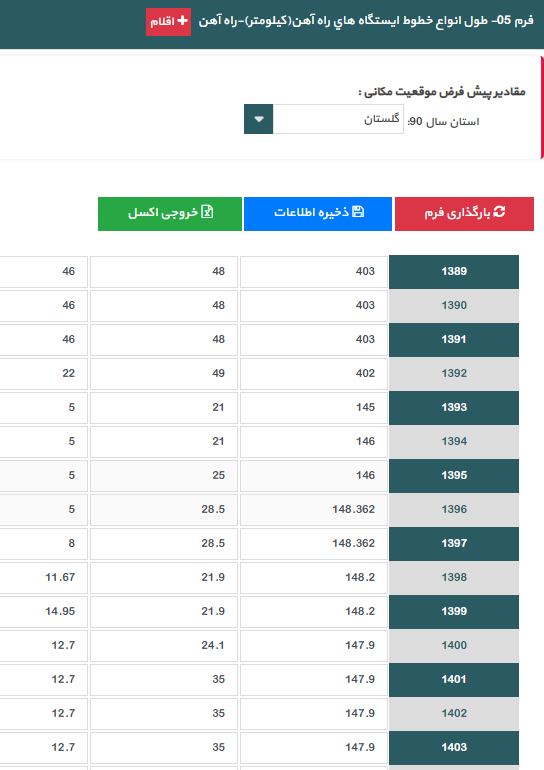 فرم 05- طول انواع خطوط ایستگاه هاي راه آهن(کیلومتر)-راه آهن + اقلام
مقادیر پیش فرض موقعیت مکانی :
استان سال 90: گلستان
بارگذاری فرم ذخیره اطلاعات خروجی اکسل
1389 403 48 46
1390 403 48 46
1391 403 48 46
1392 402 49 22
1393 145 21 5
1394 146 21 5
1395 146 25 5
1396 148.362 28.5 5
1397 148.362 28.5 8
1398 148.2 21.9 11.67
1399 148.2 21.9 14.95
1400 147.9 24.1 12.7
1401 147.9 35 12.7
1402 147.9 35 12.7
1403 147.9 35 12.7